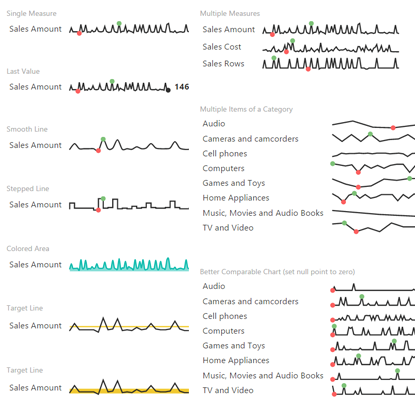 Single Measure
Sales Amount
Last Value
Sales Amount
146
Smooth Line
Sales Amount
Stepped Line
Sales Amount
Colored Area
Sales Amount
Target Line
Sales Amount
Target Line
Sales Amount
Multiple Measures
Sales Amount
Sales Cost
Sales Rows
Multiple Items of a Category
Audio
Cameras and camcorders
Cell phones
Computers
Games and Toys
Home Appliances
Music, Movies and Audio Books
TV and Video
Better Comparable Chart (set null point to zero)
Audio
Cameras and camcorders
Cell phones
Computers
Games and Toys
Home Appliances
Music, Movies and Audio Books
TV and Video